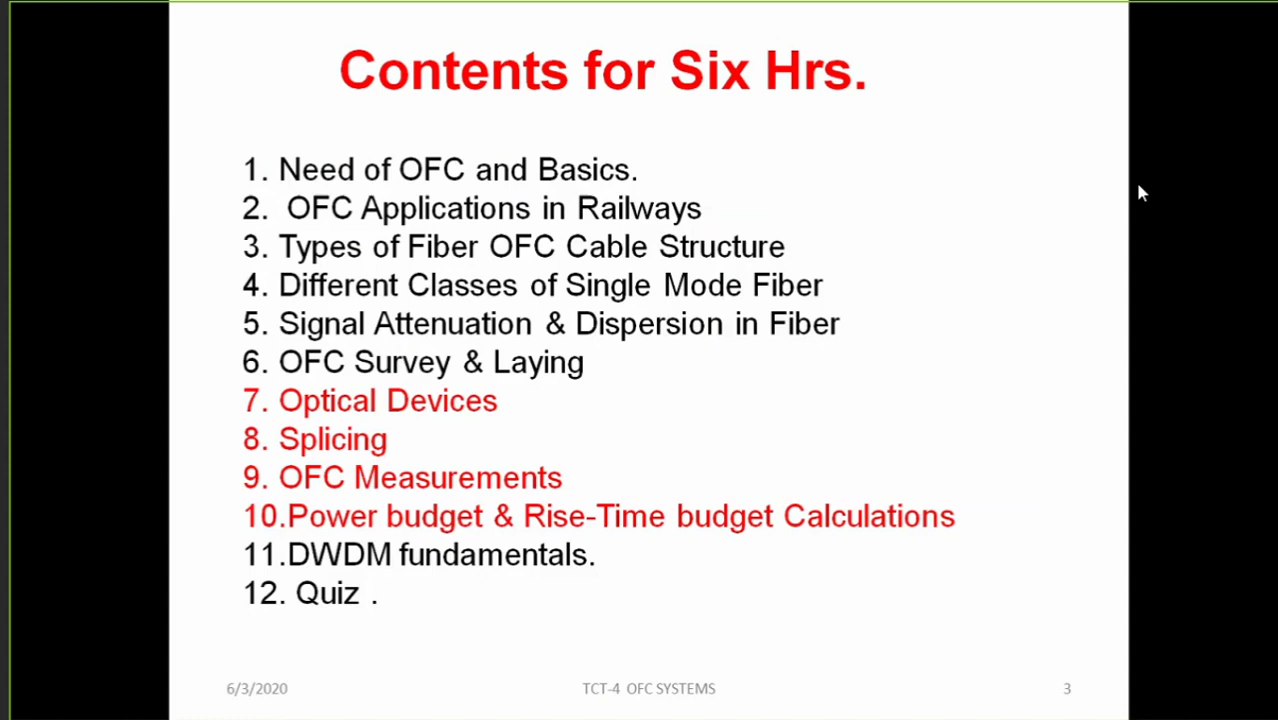 Contents for Six Hrs.
1. Need of OFC and Basics.
2. OFC Applications in Railways
3. Types of Fiber OFC Cable Structure
4. Different Classes of Single Mode Fiber
5. Signal Attenuation & Dispersion in Fiber
6. OFC Survey & Laying
7. Optical Devices
8. Splicing
9. OFC Measurements
10.Power budget & Rise-Time budget Calculations
11.DWDM fundamentals.
12. Quiz .
6/3/2020 TCT-4 OFC SYSTEMS 3